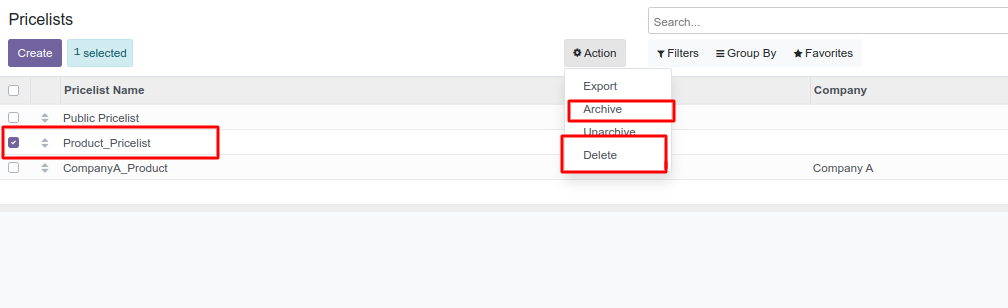 Pricelists
Search...
Create
1 selected
Action
Filters
Group By
Favorites
Pricelist Name
Company
Export
Public Pricelist
Archive
Unarchive
Product_Pricelist
Delete
CompanyA_Product
Company A